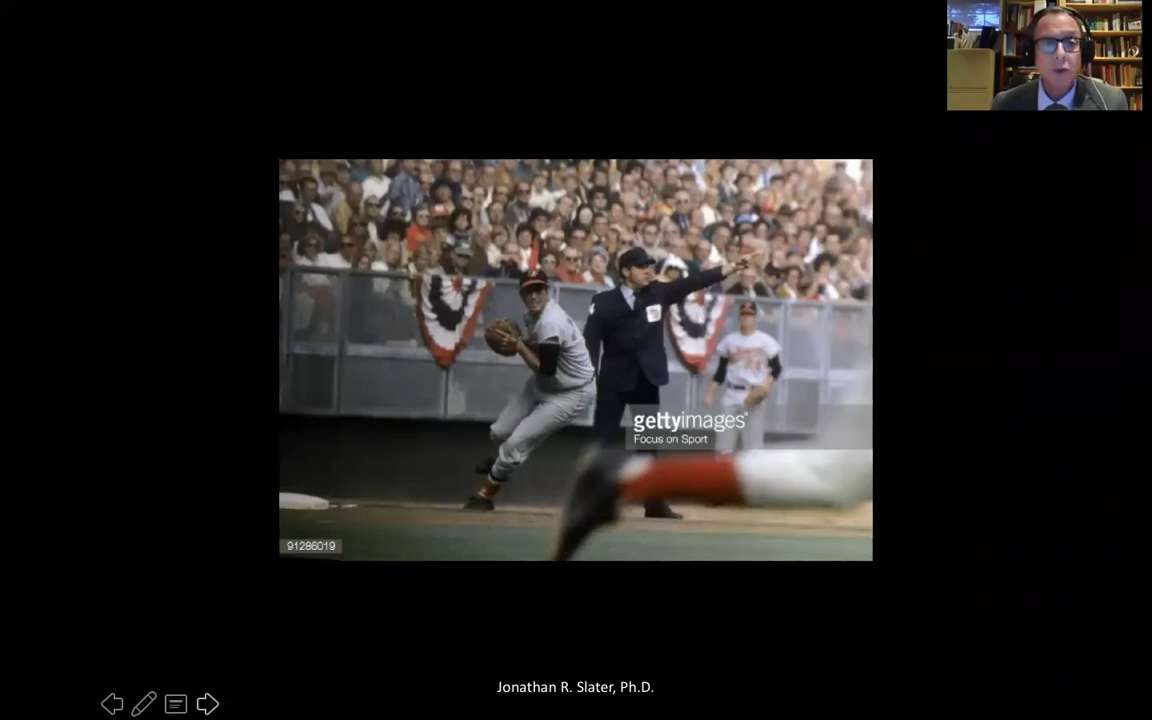 gettyimages®
Focus on Sport
91286019
Jonathan R. Slater, Ph.D.